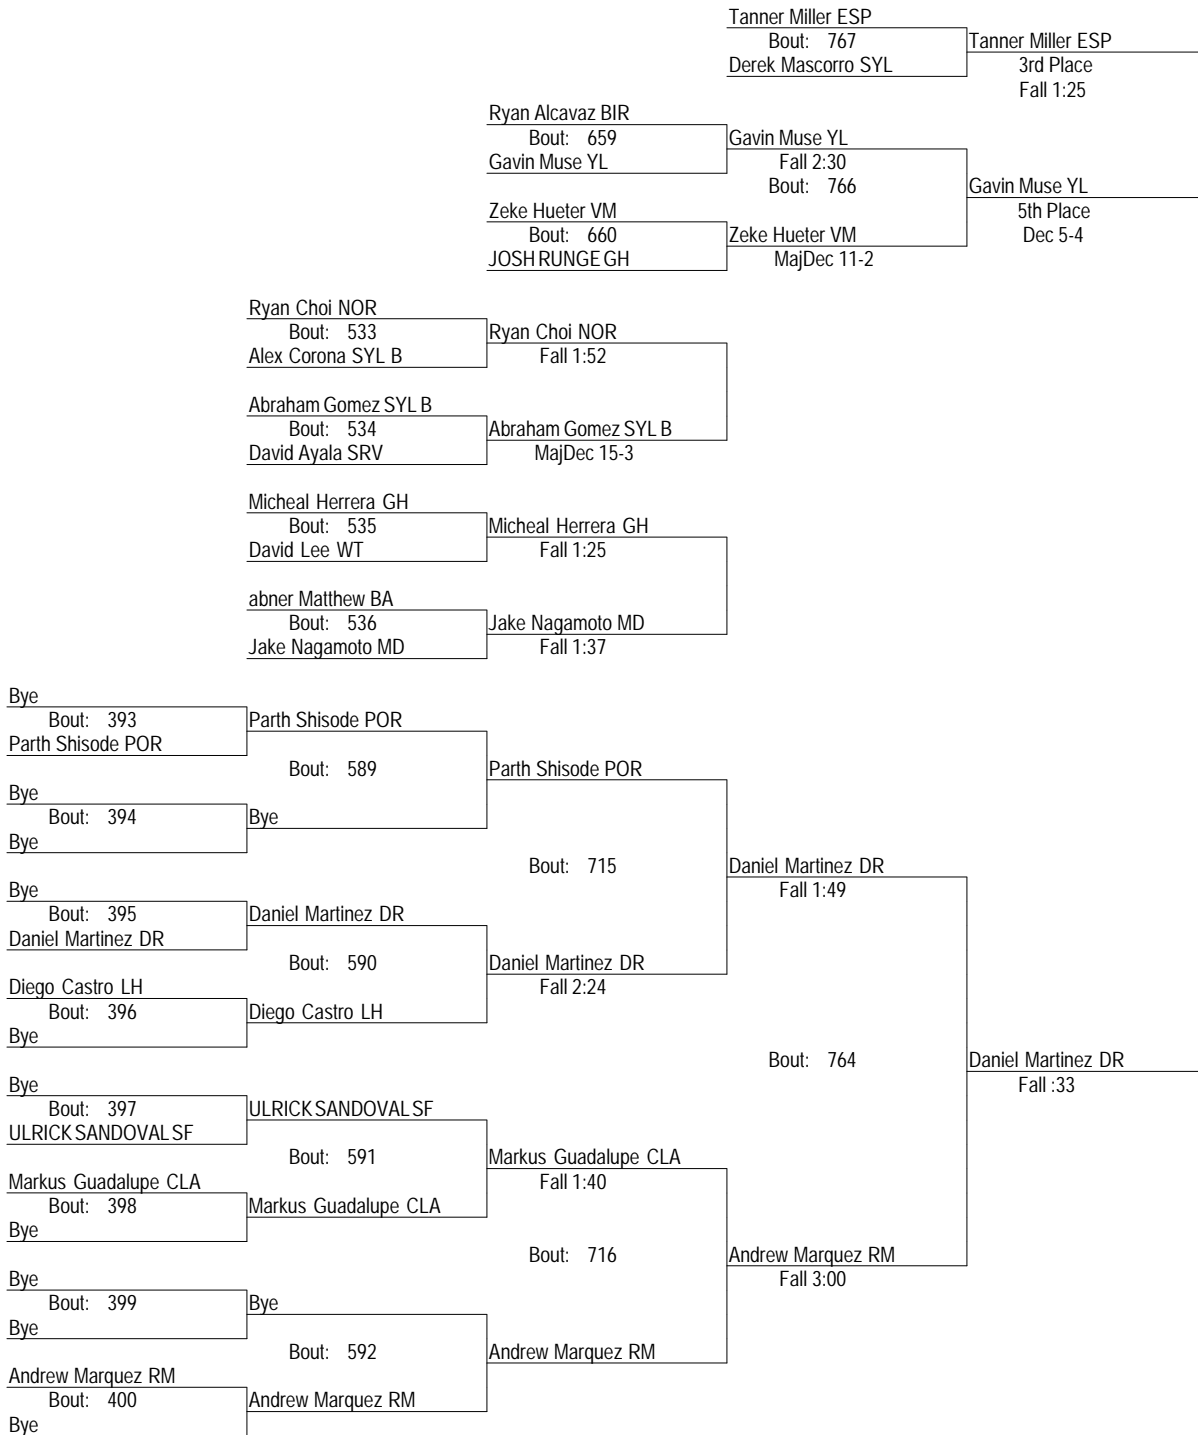 Tanner Miller ESP
Bout: 767
Tanner Miller ESP
Derek Mascorro SYL
3rd Place
Fall 1:25
Ryan Alcavaz BIR
Bout: 659
Gavin Muse YL
Gavin Muse YL
Fall 2:30
Bout: 766
Gavin Muse YL
5th Place
Dec 5-4
Zeke Hueter VM
Bout: 660
Zeke Hueter VM
JOSH RUNGE GH
MajDec 11-2
Ryan Choi NOR
Bout: 533
Ryan Choi NOR
Alex Corona SYL B
Fall 1:52
Abraham Gomez SYL B
Bout: 534
Abraham Gomez SYL B
David Ayala SRV
MajDec 15-3
Micheal Herrera GH
Bout: 535
Micheal Herrera GH
David Lee WT
Fall 1:25
abner Matthew BA
Bout: 536
Jake Nagamoto MD
Jake Nagamoto MD
Fall 1:37
Bye
Bout: 393
Parth Shisode POR
Parth Shisode POR
Bout: 589
Parth Shisode POR
Bye
Bout: 394
Bye
Bye
Bout: 715
Daniel Martinez DR
Fall 1:49
Bye
Bout: 395
Daniel Martinez DR
Daniel Martinez DR
Bout: 590
Daniel Martinez DR
Fall 2:24
Diego Castro LH
Bout: 396
Diego Castro LH
Bye
Bout: 764
Daniel Martinez DR
Fall :33
Bye
Bout: 397
ULRICK SANDOVAL SF
ULRICK SANDOVAL SF
Bout: 591
Markus Guadalupe CLA
Fall 1:40
Markus Guadalupe CLA
Bout: 398
Markus Guadalupe CLA
Bye
Bout: 716
Andrew Marquez RM
Fall 3:00
Bye
Bout: 399
Bye
Bye
Bout: 592
Andrew Marquez RM
Andrew Marquez RM
Bout: 400
Andrew Marquez RM
Bye